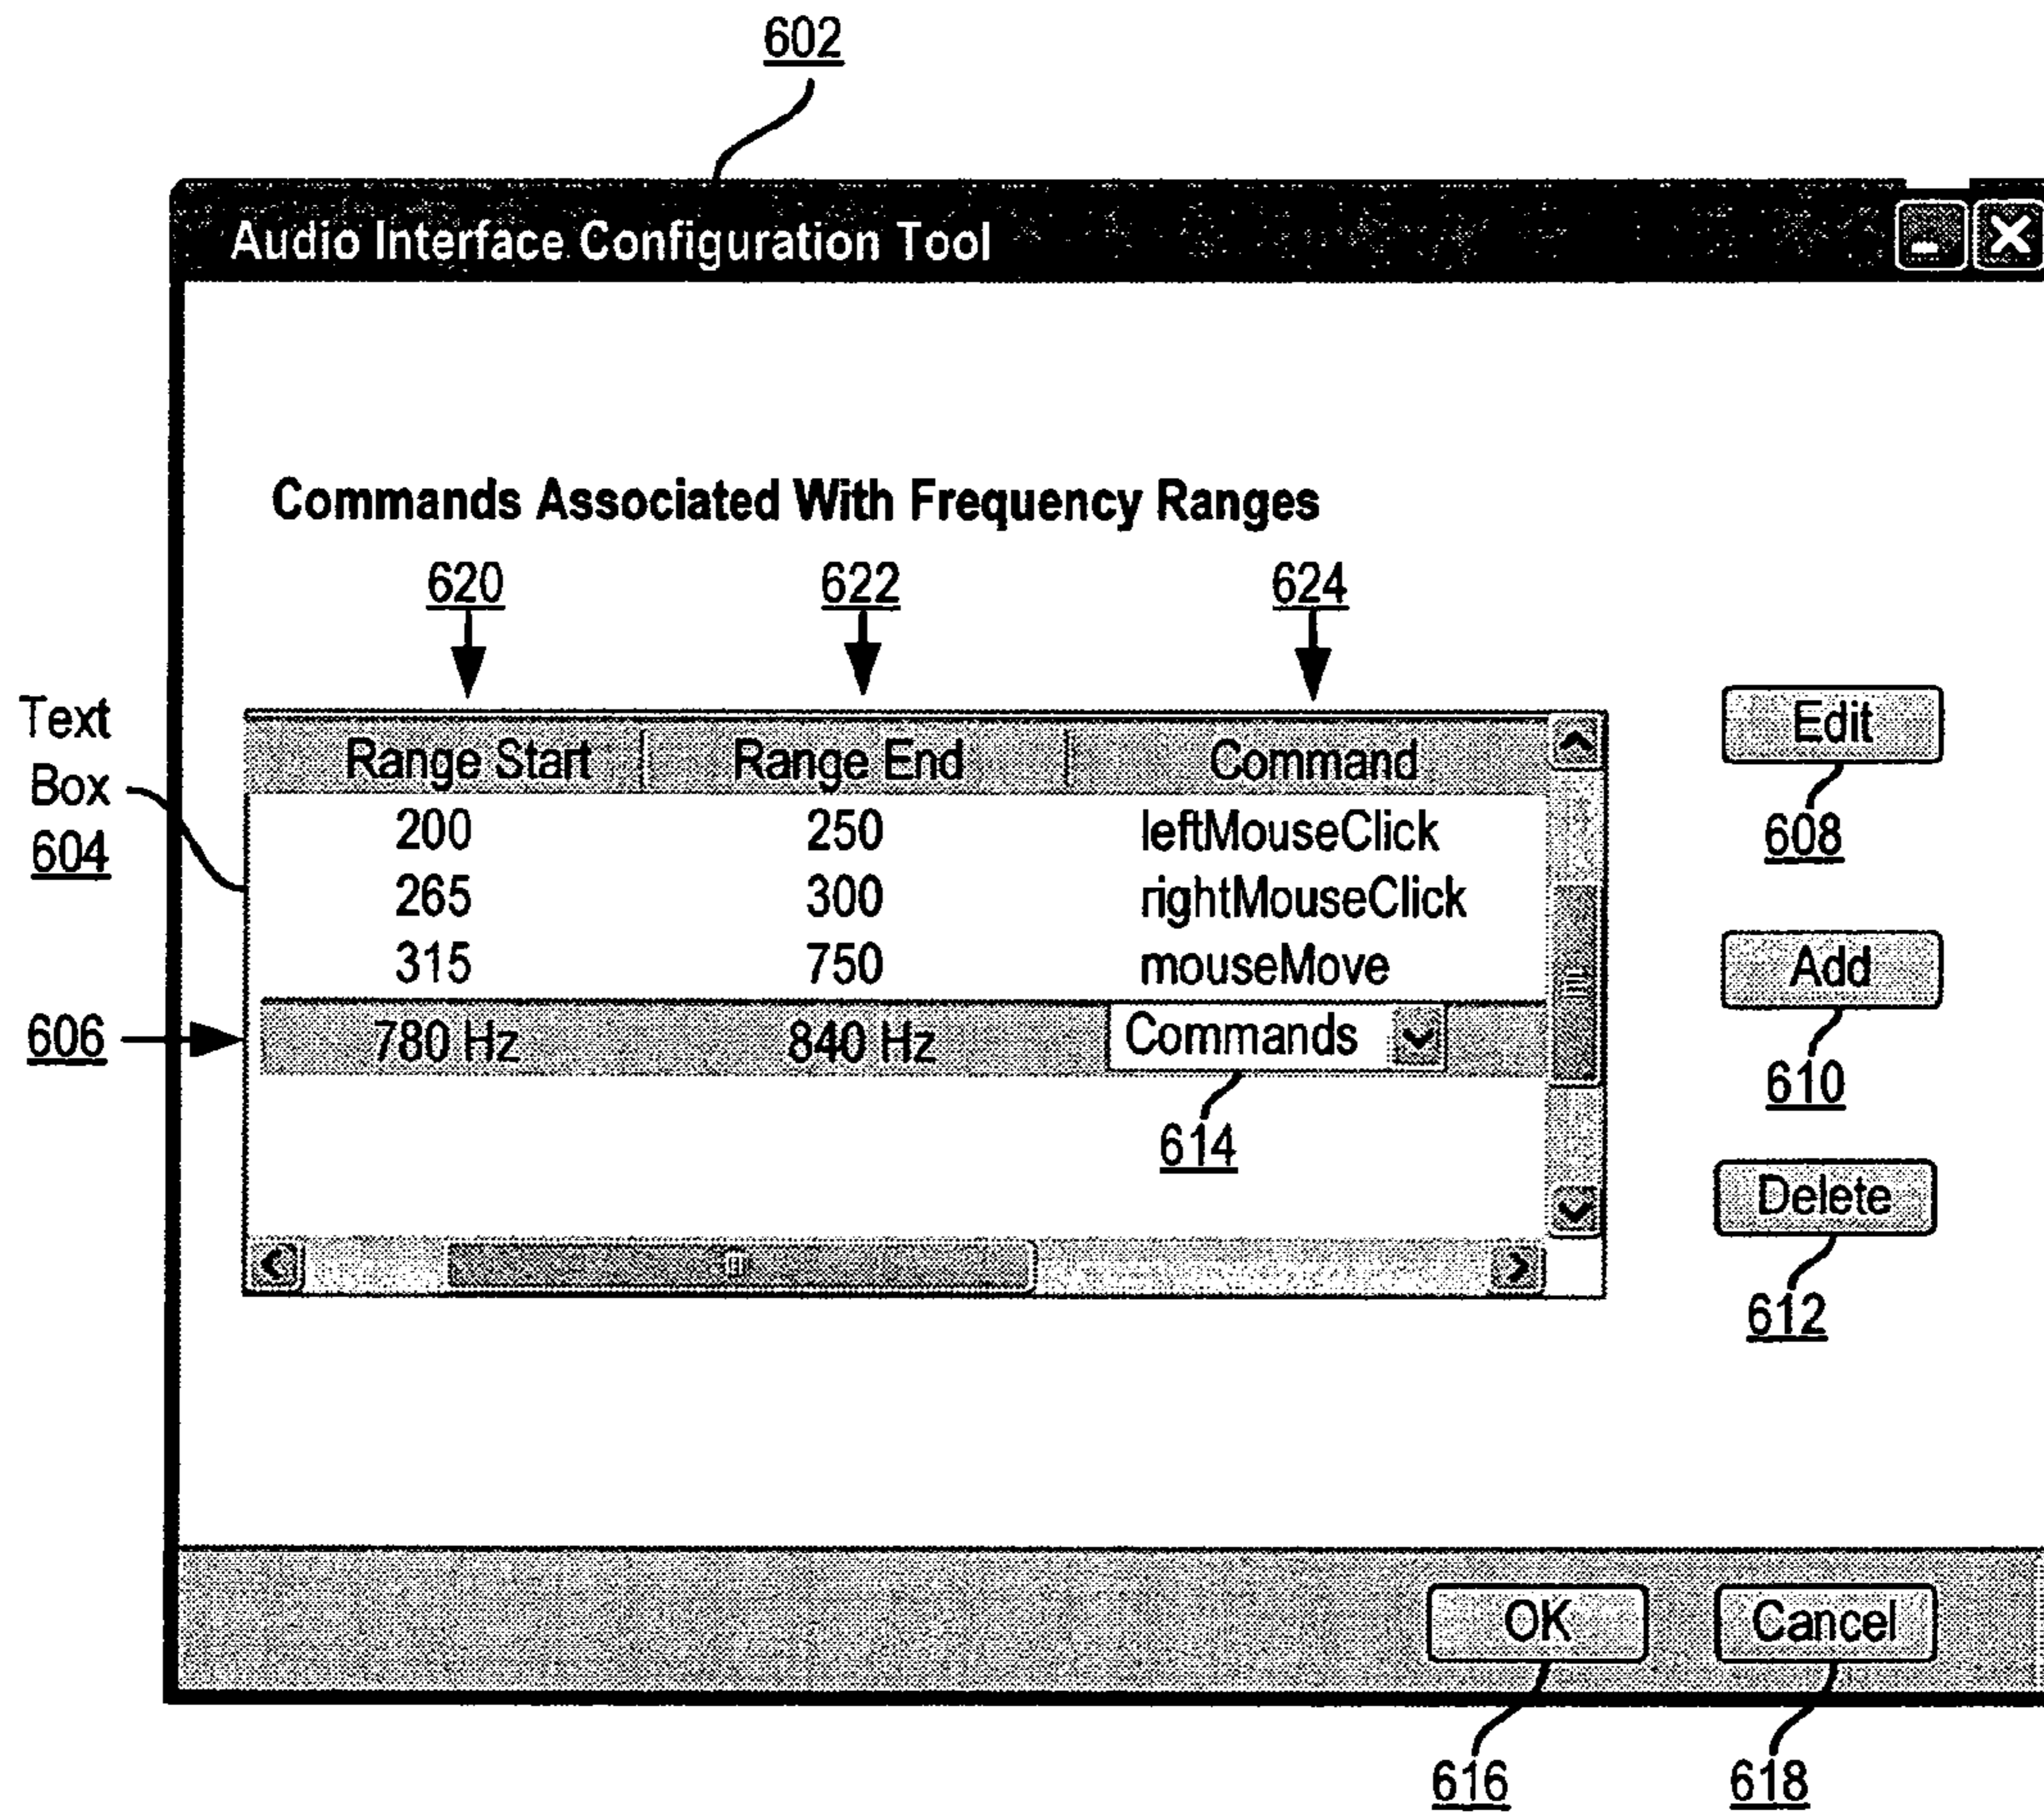 602
Audio Interface Configuration Tool
Commands Associated With Frequency Ranges
620 622 624
Text
Box
604
Range Start Range End Command
200 250 leftMouseClick
265 300 rightMouseClick
315 750 mouseMove
606 780 Hz 840 Hz Commands
614
Edit
608
Add
610
Delete
612
OK Cancel
616 618